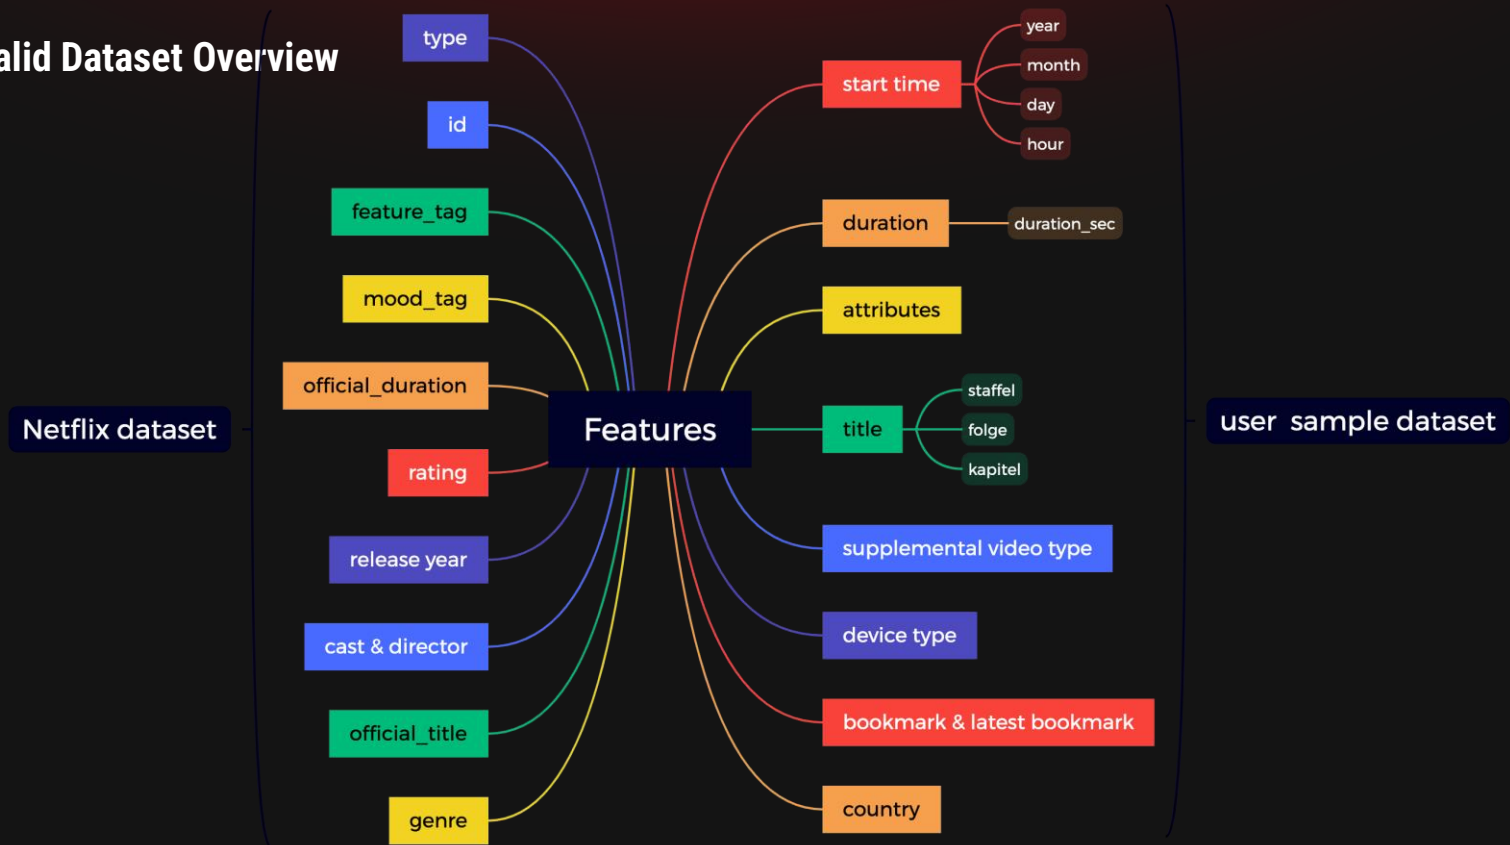 alid Dataset Overview
type
id
feature_tag
mood_tag
official_duration
rating
release year
cast & director
official_title
genre
Netflix dataset
Features
start time
year
month
day
hour
duration
duration_sec
attributes
title
staffel
folge
kapitel
supplemental video type
device type
bookmark & latest bookmark
country
user sample dataset